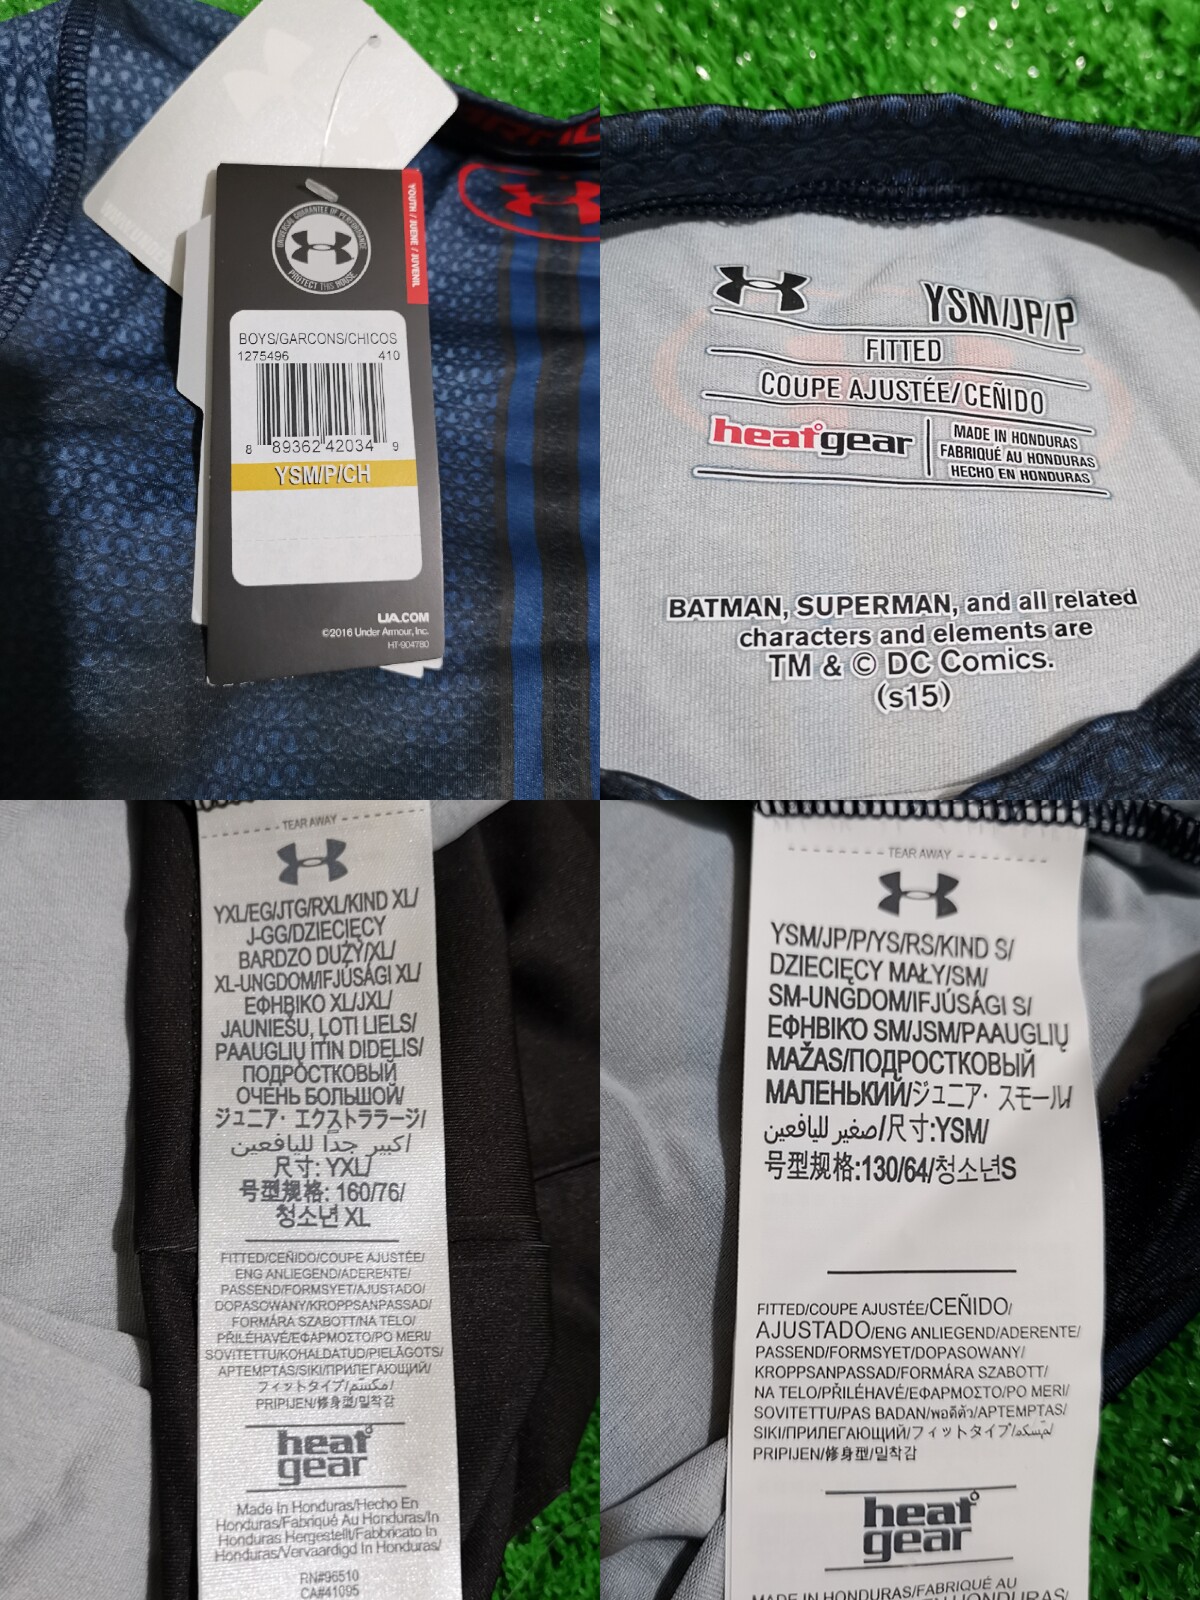 YOUTH / JEUNE / JUVENIL
UNIVERSAL GUARANTEE OF PERFORMANCE
PROTECT THIS HOUSE
BOYS/GARCONS/CHICOS
1275496 410
8 89362 42034 9
YSM/P/CH
UA.COM
©2016 Under Armour, Inc.
HT-904780
YSM/JP/P
FITTED
COUPE AJUSTÉE/CEÑIDO
heatgear
MADE IN HONDURAS
FABRIQUÉ AU HONDURAS
HECHO EN HONDURAS
BATMAN, SUPERMAN, and all related
characters and elements are
TM & © DC Comics.
(s15)
TEAR AWAY
YXL/EG/JTG/RXL/KIND XL/
J-GG/DZIECIĘCY
BARDZO DUŻY/XL/
XL-UNGDOM/IFJÚSÁGI XL/
ΕΦΗΒΙΚΟ XL/JXL/
JAUNIEŠU, ĻOTI LIELS/
PAAUGLIŲ ITIN DIDELIS/
ПОДРОСТКОВЫЙ
ОЧЕНЬ БОЛЬШОЙ/
ジュニア・エクストララージ/
كبير جدًا لليافعين/
尺寸: YXL/
号型规格: 160/76/
청소년 XL
FITTED/CEÑIDO/COUPE AJUSTÉE/
ENG ANLIEGEND/ADERENTE/
PASSEND/FORMSYET/AJUSTADO/
DOPASOWANY/KROPPSANPASSAD/
FORMÁRA SZABOTT/NA TELO/
PŘILÉHAVÉ/ΕΦΑΡΜΟΣΤΟ/PO MERI/
SOVITETTU/KOHALDATUD/PIELĀGOTS/
APTEMPTAS/SIKI/ПРИЛЕГАЮЩИЙ/
フィットタイプ/مكسّم/
PRIPIJEN/修身型/밀착감
heat
gear
Made In Honduras/Hecho En
Honduras/Fabriqué Au Honduras/In
Honduras Hergestellt/Fabbricato In
Honduras/Vervaardigd In Honduras/
RN#96510
CA#41095
TEAR AWAY
YSM/JP/P/YS/RS/KIND S/
DZIECIĘCY MAŁY/SM/
SM-UNGDOM/IFJÚSÁGI S/
ΕΦΗΒΙΚΌ SM/JSM/PAAUGLIŲ
MAŽAS/ПОДРОСТКОВЫЙ
МАЛЕНЬКИЙ/ジュニア・スモール/
صغير لليافعين/尺寸:YSM/
号型规格:130/64/청소년S
FITTED/COUPE AJUSTÉE/CEÑIDO/
AJUSTADO/ENG ANLIEGEND/ADERENTE/
PASSEND/FORMSYET/DOPASOWANY/
KROPPSANPASSAD/FORMÁRA SZABOTT/
NA TELO/PŘILÉHAVÉ/ΕΦΑΡΜΟΣΤΟ/PO MERI/
SOVITETTU/PAS BADAN/พอดีตัว/APTEMPTAS/
SIKI/ПРИЛЕГАЮЩИЙ/フィットタイプ/
PRIPIJEN/修身型/밀착감
heat
gear
MADE IN HONDURAS/FABRIQUÉ AU